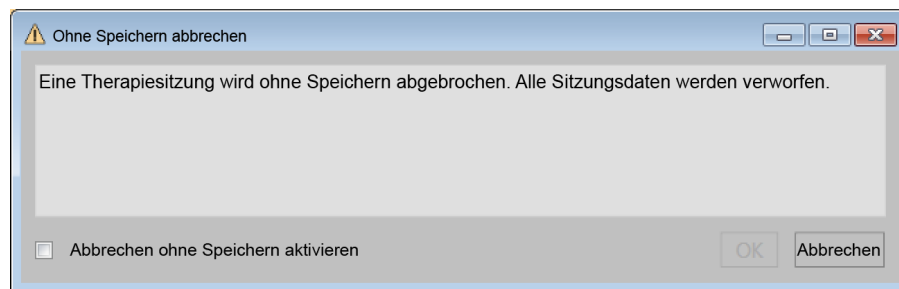 Ohne Speichern abbrechen
Eine Therapiesitzung wird ohne Speichern abgebrochen. Alle Sitzungsdaten werden verworfen.
Abbrechen ohne Speichern aktivieren
OK
Abbrechen